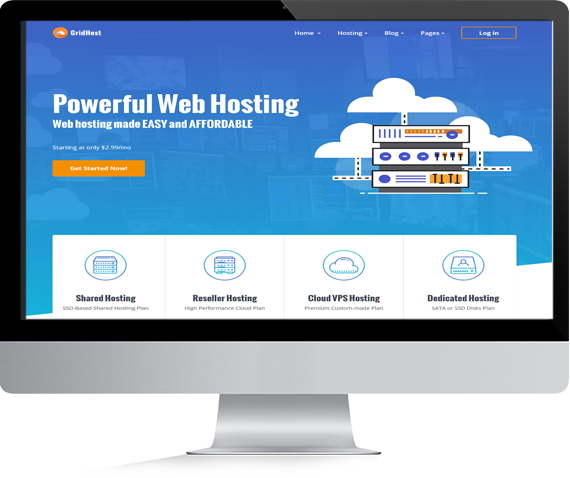 GridHost
Home Hosting Blog Pages Log in
Powerful Web Hosting
Web hosting made EASY and AFFORDABLE
Starting at only $2.99/mo
Get Started Now!
Shared Hosting Reseller Hosting Cloud VPS Hosting Dedicated Hosting
SSD-Based Shared Hosting Plan High Performance Cloud Plan Premium-Custom-made Plan SATA or SSD Disks Plan